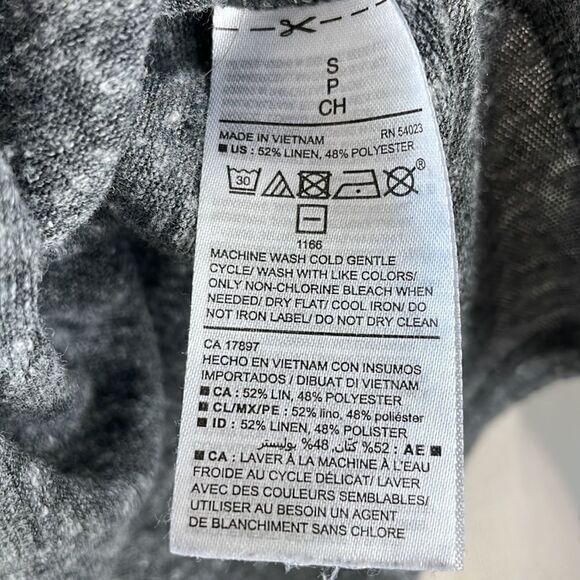 S
P
CH
MADE IN VIETNAM RN 54023
■ US : 52% LINEN, 48% POLYESTER
30 ®
1166
MACHINE WASH COLD GENTLE
CYCLE/ WASH WITH LIKE COLORS/
ONLY NON-CHLORINE BLEACH WHEN
NEEDED/ DRY FLAT/ COOL IRON/ DO
NOT IRON LABEL/ DO NOT DRY CLEAN
CA 17897
HECHO EN VIETNAM CON INSUMOS
IMPORTADOS / DIBUAT DI VIETNAM
■ CA : 52% LIN, 48% POLYESTER
■ CL/MX/PE : 52% lino, 48% poliéster
■ ID : 52% LINEN, 48% POLISTER
■ AE : 52% كتان, 48% بوليستر
■ CA : LAVER À LA MACHINE À L'EAU
FROIDE AU CYCLE DÉLICAT/ LAVER
AVEC DES COULEURS SEMBLABLES/
UTILISER AU BESOIN UN AGENT
DE BLANCHIMENT SANS CHLORE